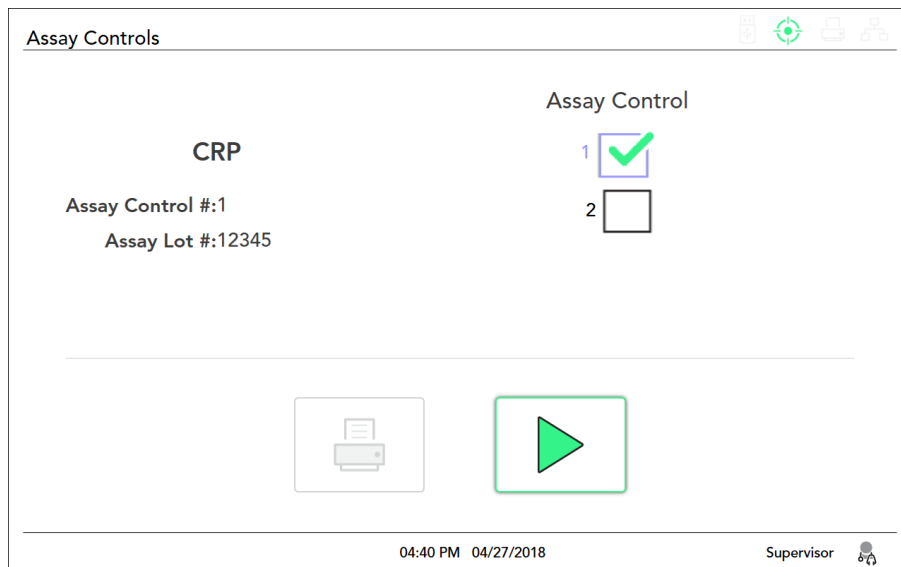 Assay Controls
Assay Control
CRP
1
Assay Control #:1
2
Assay Lot #:12345
04:40 PM 04/27/2018
Supervisor